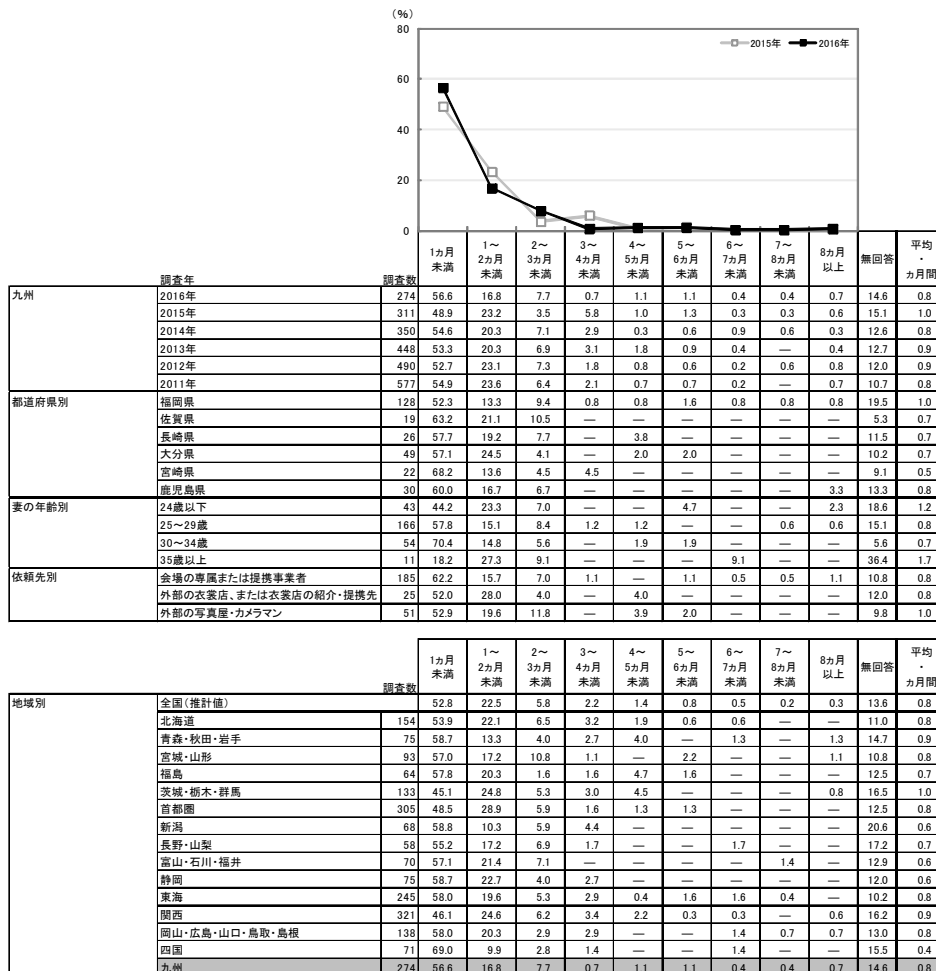 (%)
80
60
40
20
0
2015年 2016年
調査年 調査数 1ヵ月未満 1～2ヵ月未満 2～3ヵ月未満 3～4ヵ月未満 4～5ヵ月未満 5～6ヵ月未満 6～7ヵ月未満 7～8ヵ月未満 8ヵ月以上 無回答 平均・ヵ月間
九州 2016年 274 56.6 16.8 7.7 0.7 1.1 1.1 0.4 0.4 0.7 14.6 0.8
2015年 311 48.9 23.2 3.5 5.8 1.0 1.3 0.3 0.3 0.6 15.1 1.0
2014年 350 54.6 20.3 7.1 2.9 0.3 0.6 0.9 0.6 0.3 12.6 0.8
2013年 448 53.3 20.3 6.9 3.1 1.8 0.9 0.4 — 0.4 12.7 0.9
2012年 490 52.7 23.1 7.3 1.8 0.8 0.6 0.2 0.6 0.8 12.0 0.9
2011年 577 54.9 23.6 6.4 2.1 0.7 0.7 0.2 — 0.7 10.7 0.8
都道府県別 福岡県 128 52.3 13.3 9.4 0.8 0.8 1.6 0.8 0.8 0.8 19.5 1.0
佐賀県 19 63.2 21.1 10.5 — — — — — — 5.3 0.7
長崎県 26 57.7 19.2 7.7 — 3.8 — — — — 11.5 0.7
大分県 49 57.1 24.5 4.1 — 2.0 2.0 — — — 10.2 0.7
宮崎県 22 68.2 13.6 4.5 4.5 — — — — — 9.1 0.5
鹿児島県 30 60.0 16.7 6.7 — — — — — 3.3 13.3 0.8
妻の年齢別 24歳以下 43 44.2 23.3 7.0 — — 4.7 — — 2.3 18.6 1.2
25～29歳 166 57.8 15.1 8.4 1.2 1.2 — — 0.6 0.6 15.1 0.8
30～34歳 54 70.4 14.8 5.6 — 1.9 1.9 — — — 5.6 0.7
35歳以上 11 18.2 27.3 9.1 — — — 9.1 — — 36.4 1.7
依頼先別 会場の専属または提携事業者 185 62.2 15.7 7.0 1.1 — 1.1 0.5 0.5 1.1 10.8 0.8
外部の衣裳店、または衣裳店の紹介・提携先 25 52.0 28.0 4.0 — 4.0 — — — — 12.0 0.8
外部の写真屋・カメラマン 51 52.9 19.6 11.8 — 3.9 2.0 — — — 9.8 1.0
調査数 1ヵ月未満 1～2ヵ月未満 2～3ヵ月未満 3～4ヵ月未満 4～5ヵ月未満 5～6ヵ月未満 6～7ヵ月未満 7～8ヵ月未満 8ヵ月以上 無回答 平均・ヵ月間
地域別 全国（推計値） 52.8 22.5 5.8 2.2 1.4 0.8 0.5 0.2 0.3 13.6 0.8
北海道 154 53.9 22.1 6.5 3.2 1.9 0.6 0.6 — — 11.0 0.8
青森・秋田・岩手 75 58.7 13.3 4.0 2.7 4.0 — 1.3 — 1.3 14.7 0.9
宮城・山形 93 57.0 17.2 10.8 1.1 — 2.2 — — 1.1 10.8 0.8
福島 64 57.8 20.3 1.6 1.6 4.7 1.6 — — — 12.5 0.7
茨城・栃木・群馬 133 45.1 24.8 5.3 3.0 4.5 — — — 0.8 16.5 1.0
首都圏 305 48.5 28.9 5.9 1.6 1.3 1.3 — — — 12.5 0.8
新潟 68 58.8 10.3 5.9 4.4 — — — — — 20.6 0.6
長野・山梨 58 55.2 17.2 6.9 1.7 — — 1.7 — — 17.2 0.7
富山・石川・福井 70 57.1 21.4 7.1 — — — — 1.4 — 12.9 0.6
静岡 75 58.7 22.7 4.0 2.7 — — — — — 12.0 0.6
東海 245 58.0 19.6 5.3 2.9 0.4 1.6 1.6 0.4 — 10.2 0.8
関西 321 46.1 24.6 6.2 3.4 2.2 0.3 0.3 — 0.6 16.2 0.9
岡山・広島・山口・鳥取・島根 138 58.0 20.3 2.9 2.9 — — 1.4 0.7 0.7 13.0 0.8
四国 71 69.0 9.9 2.8 1.4 — — 1.4 — — 15.5 0.4
九州 274 56.6 16.8 7.7 0.7 1.1 1.1 0.4 0.4 0.7 14.6 0.8